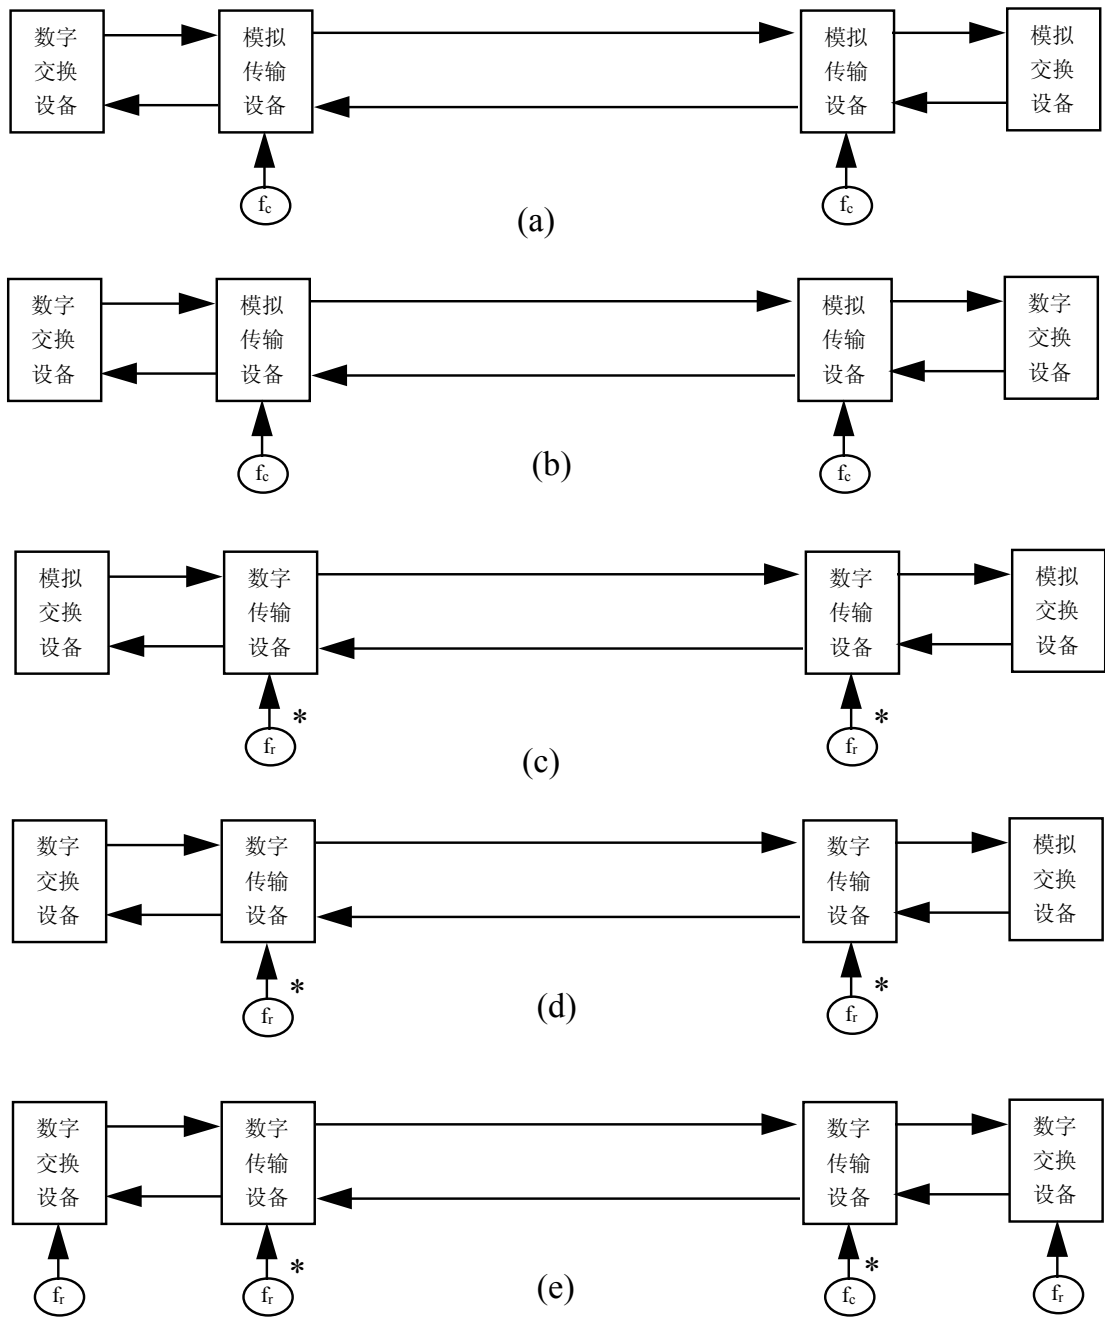 数字
交换
设备
模拟
传输
设备
模拟
传输
设备
模拟
交换
设备
fc
fc
(a)
数字
交换
设备
模拟
传输
设备
模拟
传输
设备
数字
交换
设备
fc
fc
(b)
模拟
交换
设备
数字
传输
设备
数字
传输
设备
模拟
交换
设备
*
*
fr
fr
(c)
数字
交换
设备
数字
传输
设备
数字
传输
设备
模拟
交换
设备
*
*
fr
fr
(d)
数字
交换
设备
数字
传输
设备
数字
传输
设备
数字
交换
设备
*
*
fr
fr
fc
fr
(e)